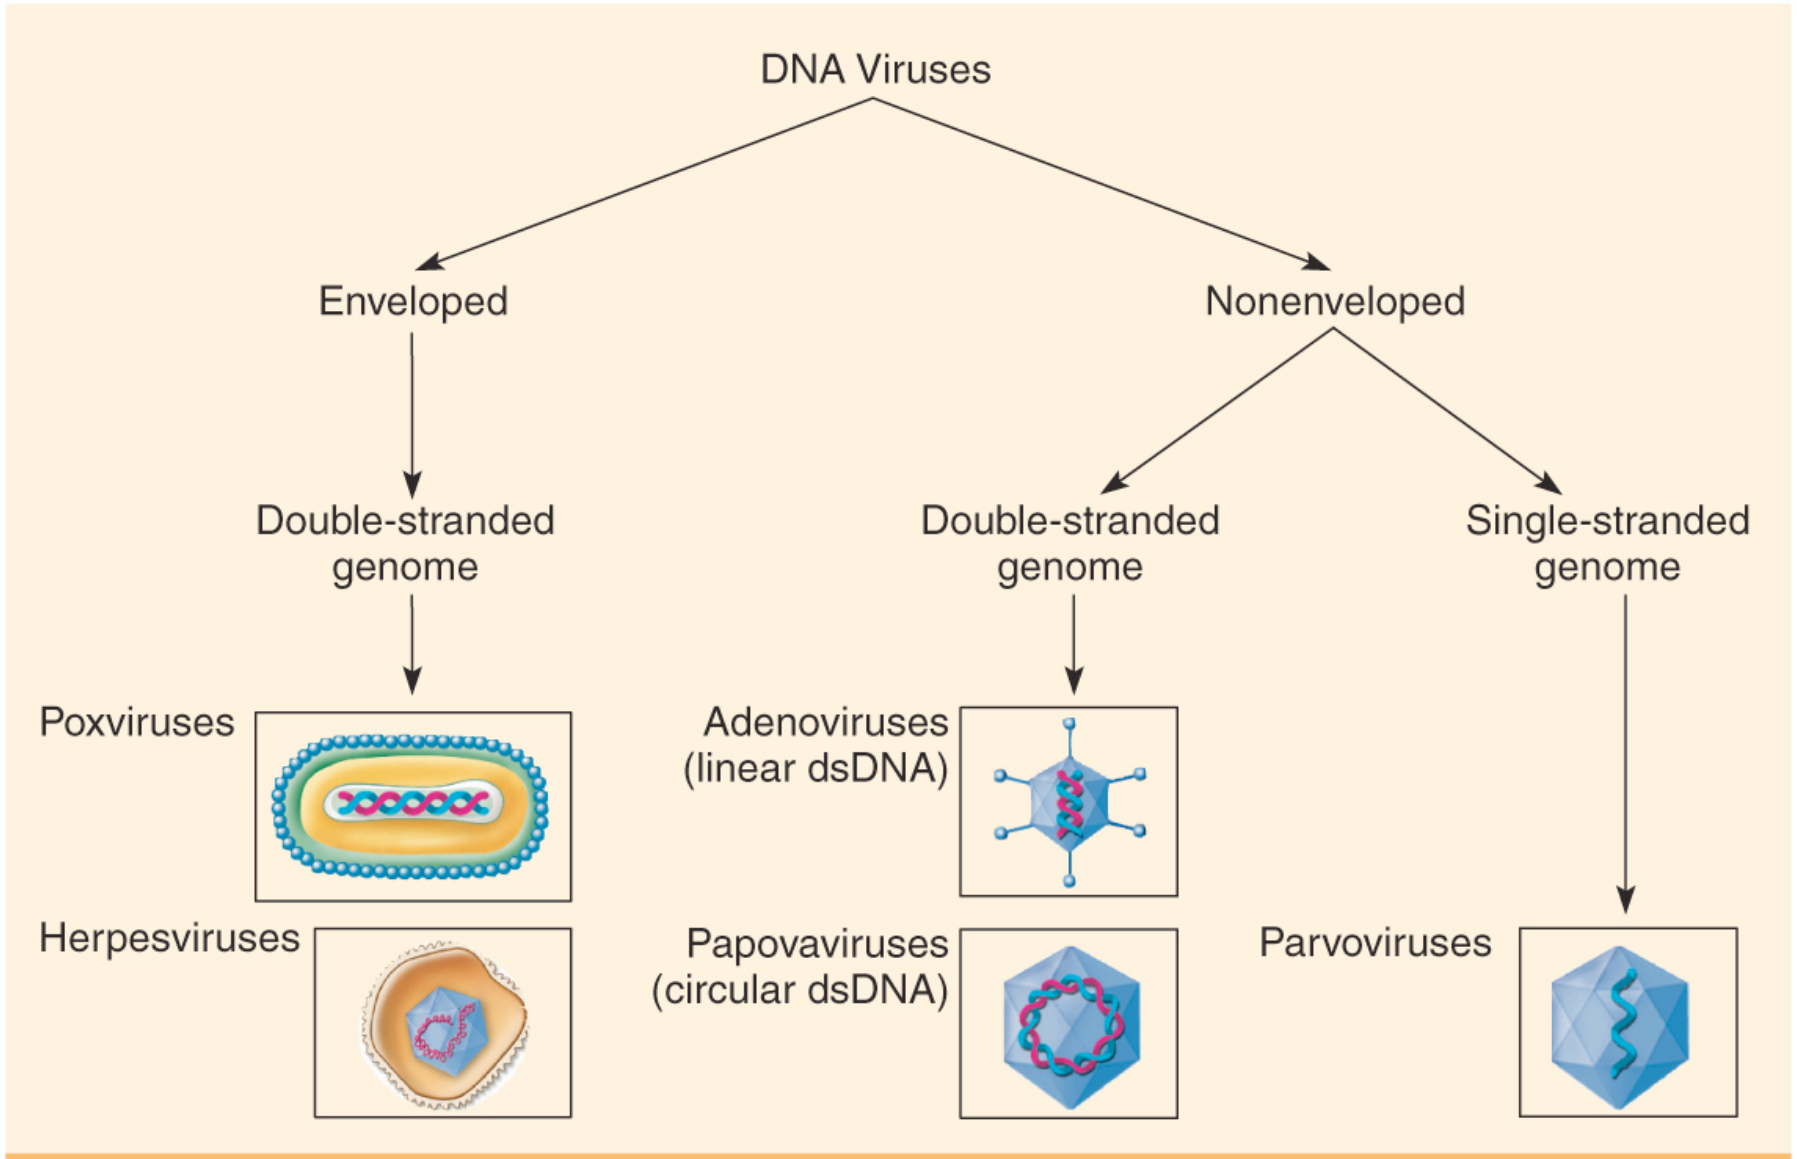 DNA Viruses
Enveloped
Nonenveloped
Double-stranded
genome
Double-stranded
genome
Single-stranded
genome
Poxviruses
Adenoviruses
(linear dsDNA)
Herpesviruses
Papovaviruses
(circular dsDNA)
Parvoviruses